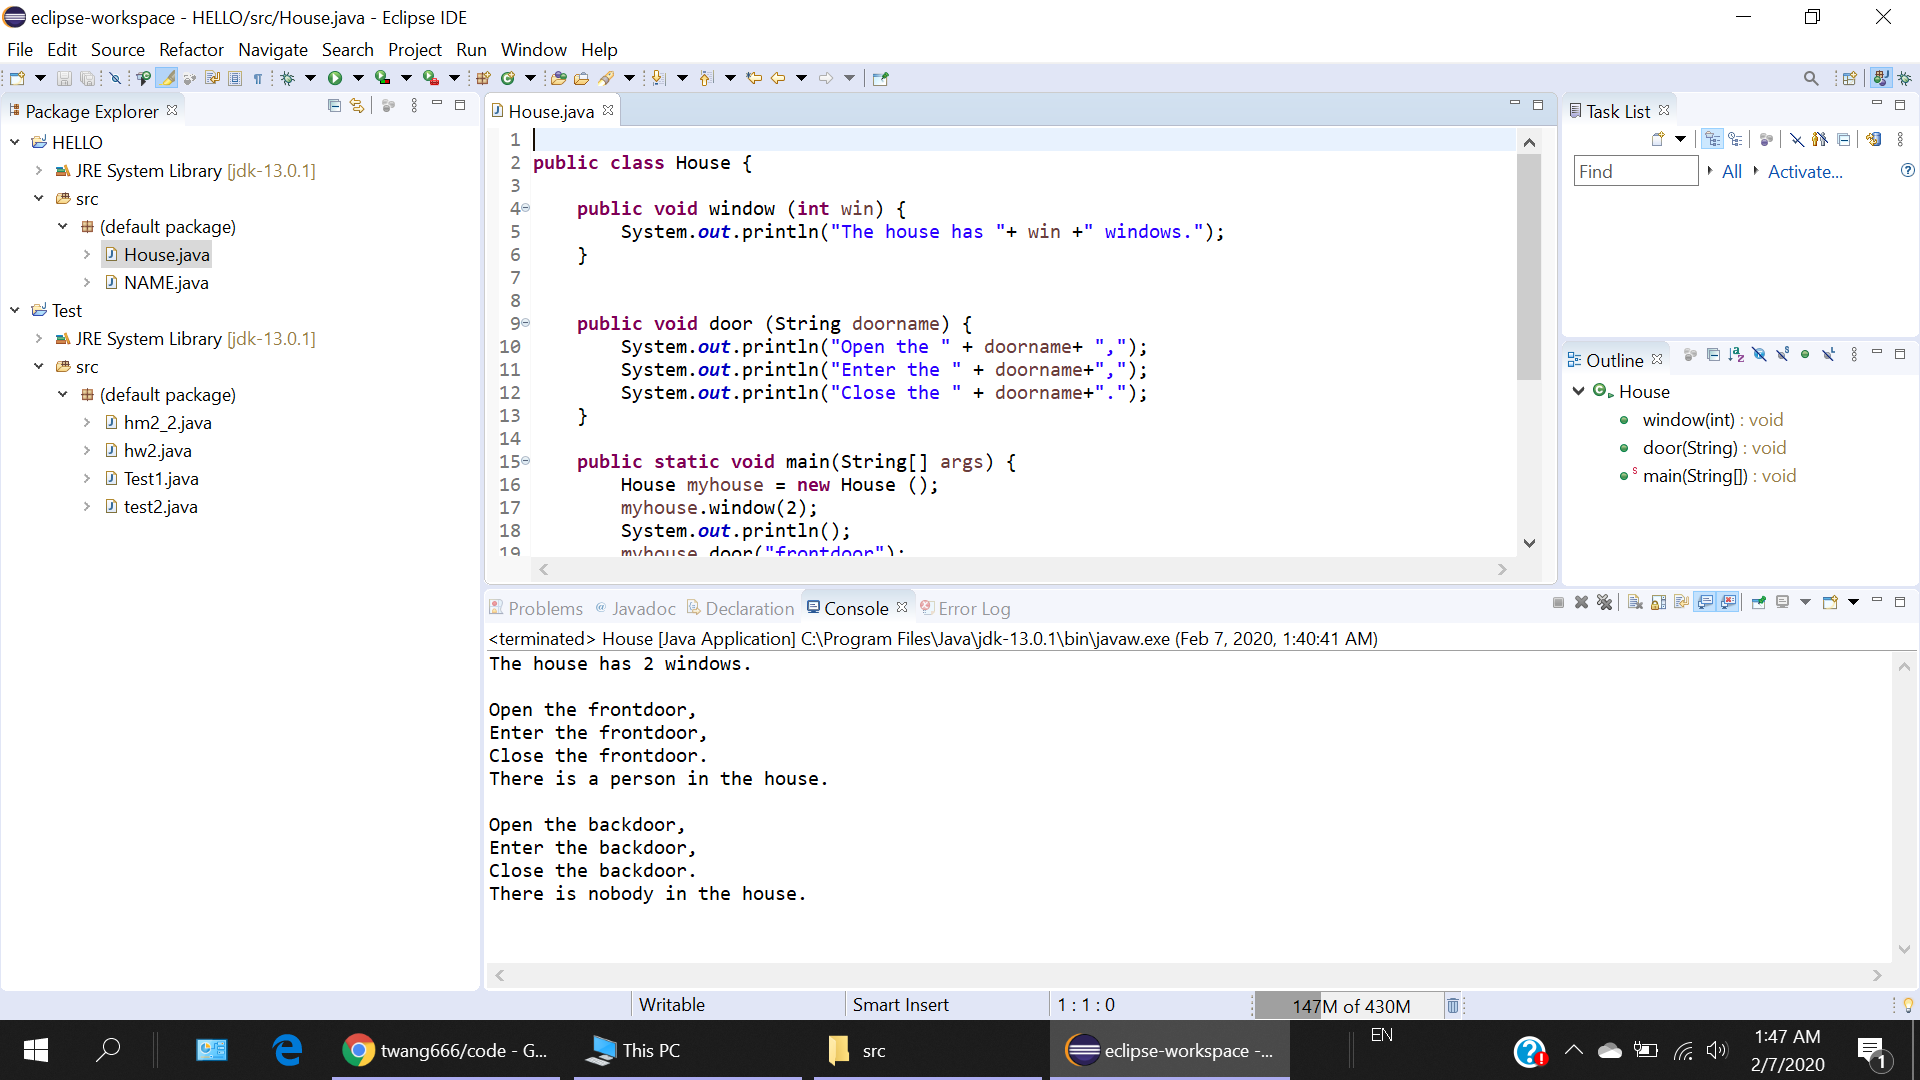 eclipse-workspace - HELLO/src/House.java - Eclipse IDE
File Edit Source Refactor Navigate Search Project Run Window Help
Package Explorer
HELLO
JRE System Library [jdk-13.0.1]
src
(default package)
House.java
NAME.java
Test
JRE System Library [jdk-13.0.1]
src
(default package)
hm2_2.java
hw2.java
Test1.java
test2.java
House.java
1
2 public class House {
3
4 public void window (int win) {
5 System.out.println("The house has "+ win +" windows.");
6 }
7
8
9 public void door (String doorname) {
10 System.out.println("Open the " + doorname+ ",");
11 System.out.println("Enter the " + doorname+",");
12 System.out.println("Close the " + doorname+".");
13 }
14
15 public static void main(String[] args) {
16 House myhouse = new House ();
17 myhouse.window(2);
18 System.out.println();
19 myhouse.door("frontdoor");
Task List
Find All Activate...
Outline
House
window(int) : void
door(String) : void
main(String[]) : void
Problems @ Javadoc Declaration Console Error Log
<terminated> House [Java Application] C:\Program Files\Java\jdk-13.0.1\bin\javaw.exe (Feb 7, 2020, 1:40:41 AM)
The house has 2 windows.
Open the frontdoor,
Enter the frontdoor,
Close the frontdoor.
There is a person in the house.
Open the backdoor,
Enter the backdoor,
Close the backdoor.
There is nobody in the house.
Writable Smart Insert 1 : 1 : 0 147M of 430M
twang666/code - G... This PC src eclipse-workspace -... EN
1:47 AM
2/7/2020
1